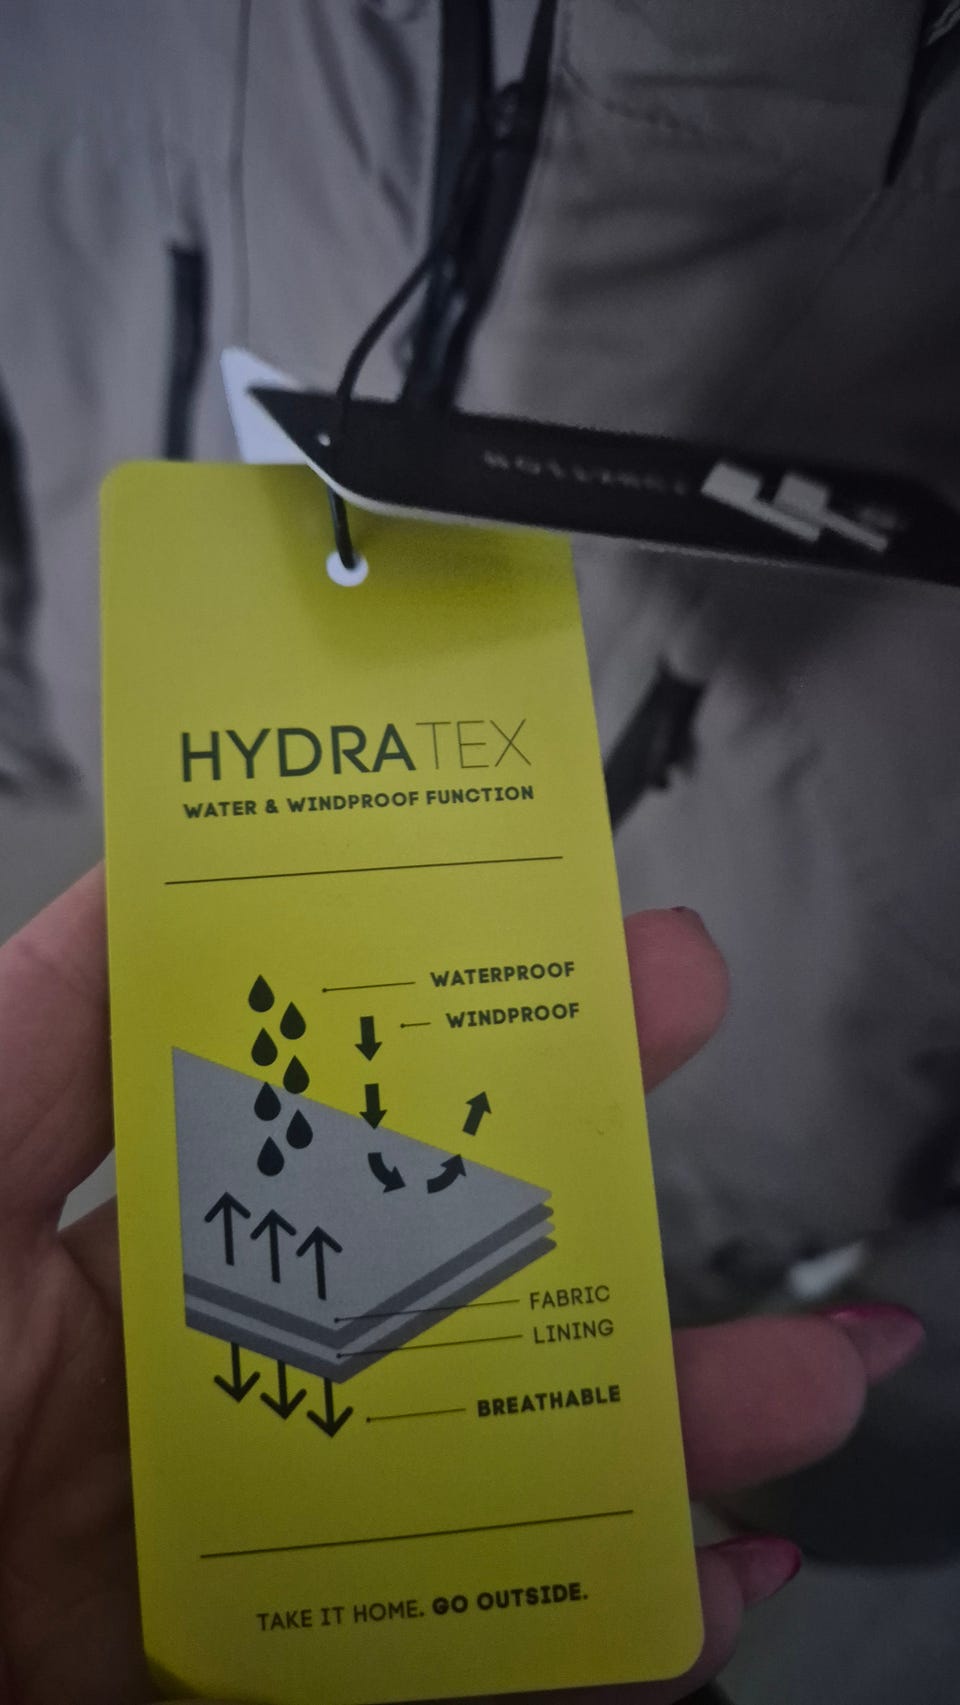 HYDRATEX
WATER & WINDPROOF FUNCTION
WATERPROOF
WINDPROOF
FABRIC
LINING
BREATHABLE
TAKE IT HOME. GO OUTSIDE.